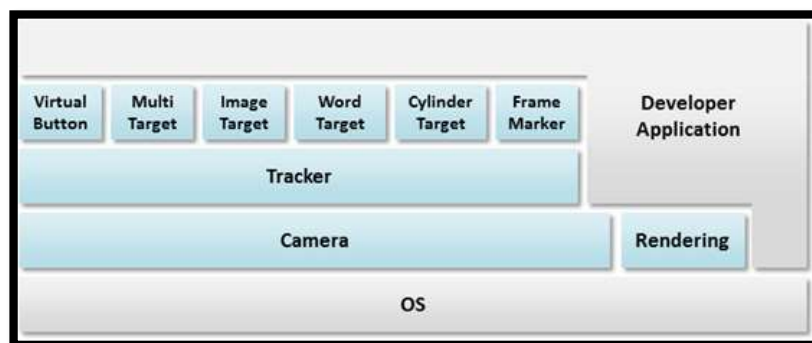 Virtual
Button
Multi
Target
Image
Target
Word
Target
Cylinder
Target
Frame
Marker
Developer
Application
Tracker
Camera
Rendering
OS